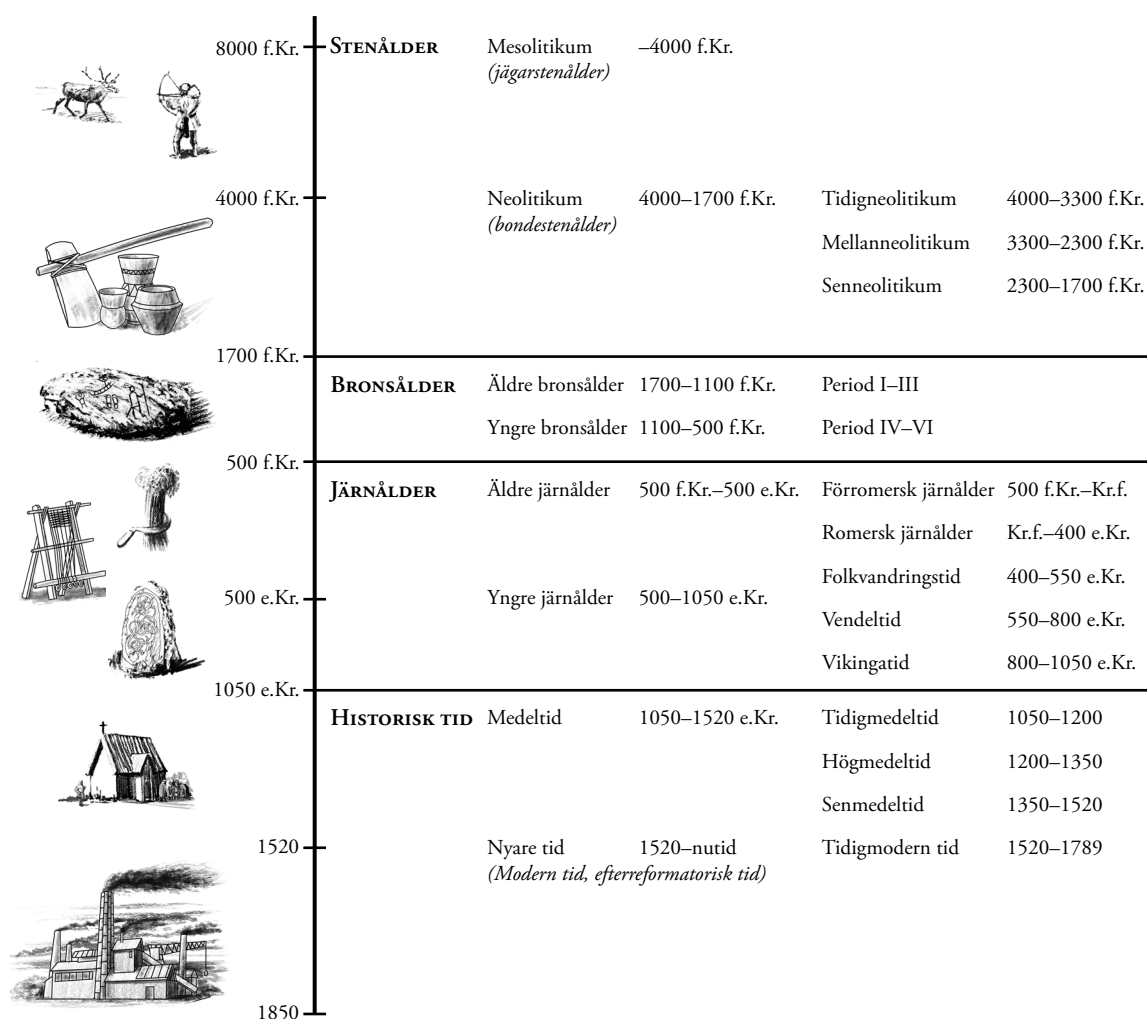 8000 f.Kr. STENÅLDER Mesolitikum –4000 f.Kr.
(jägarstenålder)
4000 f.Kr. Neolitikum 4000–1700 f.Kr. Tidigneolitikum 4000–3300 f.Kr.
(bondestenålder)
Mellanneolitikum 3300–2300 f.Kr.
Senneolitikum 2300–1700 f.Kr.
1700 f.Kr.
BRONSÅLDER Äldre bronsålder 1700–1100 f.Kr. Period I–III
Yngre bronsålder 1100–500 f.Kr. Period IV–VI
500 f.Kr.
JÄRNÅLDER Äldre järnålder 500 f.Kr.–500 e.Kr. Förromersk järnålder 500 f.Kr.–Kr.f.
Romersk järnålder Kr.f.–400 e.Kr.
Folkvandringstid 400–550 e.Kr.
500 e.Kr. Yngre järnålder 500–1050 e.Kr.
Vendeltid 550–800 e.Kr.
Vikingatid 800–1050 e.Kr.
1050 e.Kr.
HISTORISK TID Medeltid 1050–1520 e.Kr. Tidigmedeltid 1050–1200
Högmedeltid 1200–1350
Senmedeltid 1350–1520
1520 Nyare tid 1520–nutid Tidigmodern tid 1520–1789
(Modern tid, efterreformatorisk tid)
1850